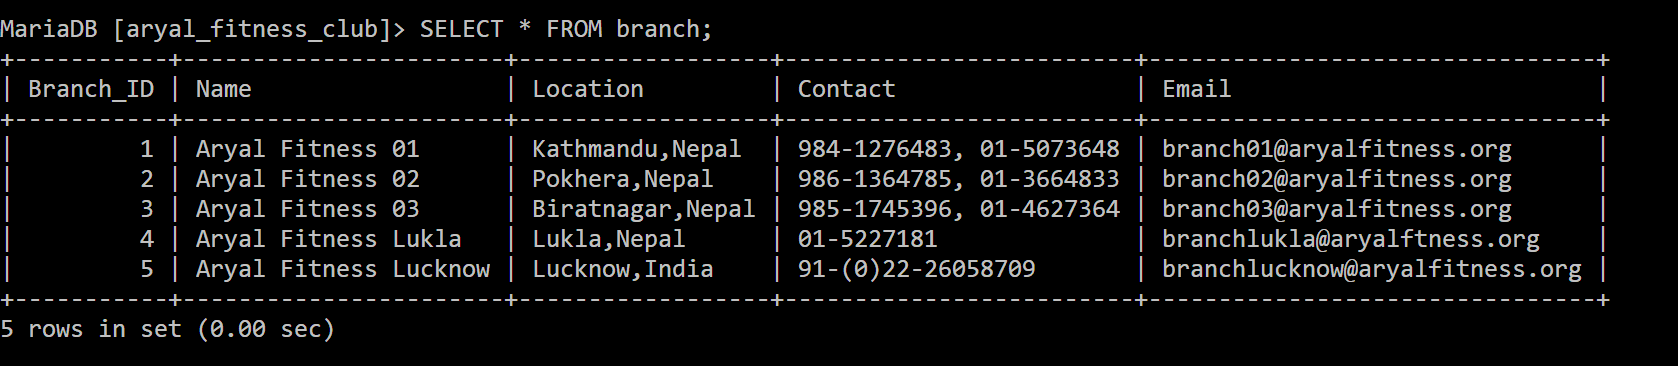 MariaDB [aryal_fitness_club]> SELECT * FROM branch;
+-----------+-----------------------+------------------+-------------------------+--------------------------------+
| Branch_ID | Name                  | Location         | Contact                 | Email                          |
+-----------+-----------------------+------------------+-------------------------+--------------------------------+
|         1 | Aryal Fitness 01      | Kathmandu,Nepal  | 984-1276483, 01-5073648 | branch01@aryalfitness.org      |
|         2 | Aryal Fitness 02      | Pokhera,Nepal    | 986-1364785, 01-3664833 | branch02@aryalfitness.org      |
|         3 | Aryal Fitness 03      | Biratnagar,Nepal | 985-1745396, 01-4627364 | branch03@aryalfitness.org      |
|         4 | Aryal Fitness Lukla   | Lukla,Nepal      | 01-5227181              | branchlukla@aryalftness.org    |
|         5 | Aryal Fitness Lucknow | Lucknow,India    | 91-(0)22-26058709       | branchlucknow@aryalfitness.org |
+-----------+-----------------------+------------------+-------------------------+--------------------------------+
5 rows in set (0.00 sec)